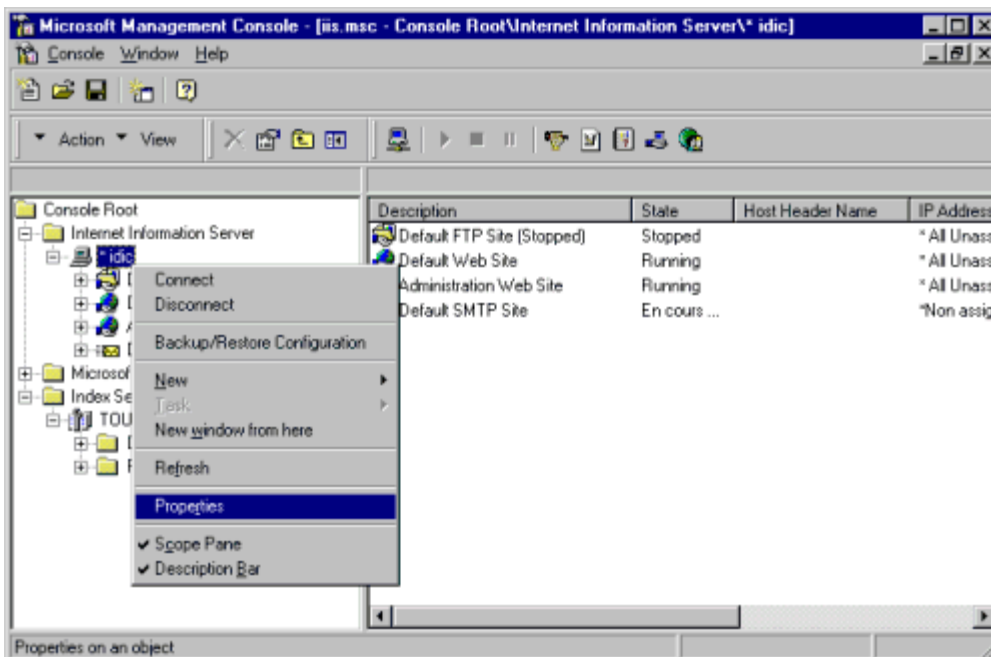 Microsoft Management Console - [iis.msc - Console Root\Internet Information Server\* idic]
Console Window Help
Action View
Console Root
Internet Information Server
* idic
Microsof
Index Se
TOU
Connect
Disconnect
Backup/Restore Configuration
New
Task
New window from here
Refresh
Properties
Scope Pane
Description Bar
Description State Host Header Name IP Address
Default FTP Site (Stopped) Stopped * All Unass
Default Web Site Running * All Unass
Administration Web Site Running * All Unass
Default SMTP Site En cours ... *Non assig
Properties on an object